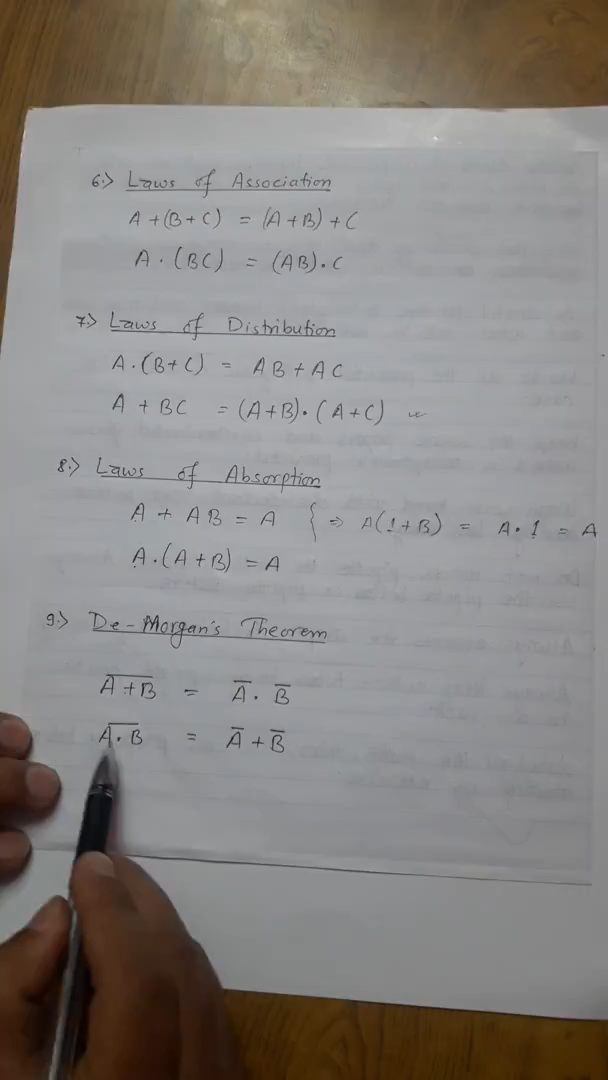 6.> Laws of Association
A + (B + C) = (A + B) + C
A . (BC) = (AB) . C
7.> Laws of Distribution
A . (B + C) = AB + AC
A + BC = (A+B) . (A+C)
8.> Laws of Absorption
A + AB = A { ⇒ A(1+B) = A . 1 = A
A . (A+B) = A
9.> De-Morgan's Theorem
A̅+̅B̅ = A̅ . B̅
A̅.̅B̅ = A̅ + B̅